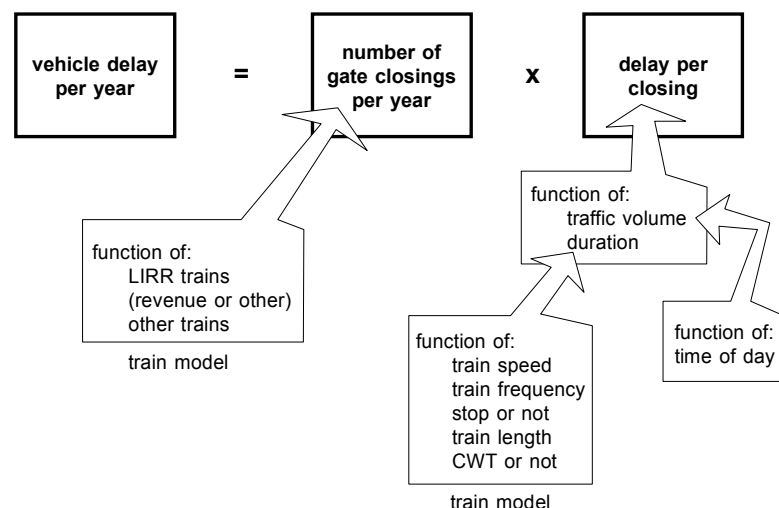 vehicle delay
per year
=
number of
gate closings
per year
x
delay per
closing
function of:
traffic volume
duration
function of:
LIRR trains
(revenue or other)
other trains
train model
function of:
train speed
train frequency
stop or not
train length
CWT or not
train model
function of:
time of day